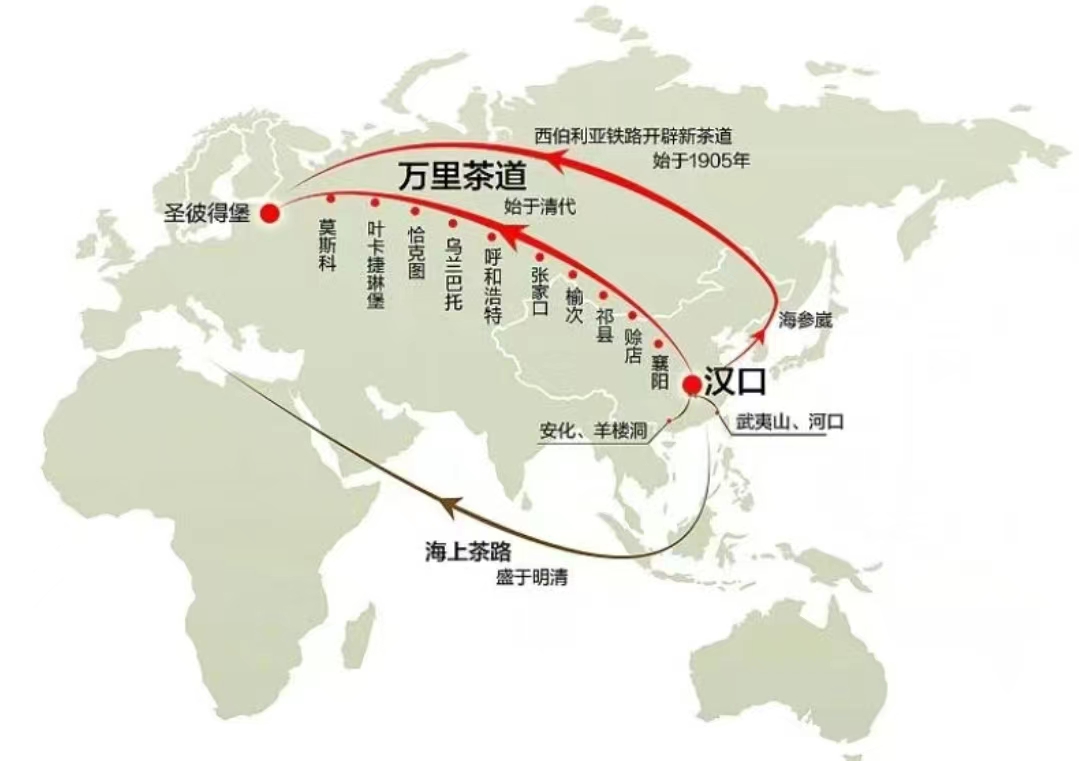 西伯利亚铁路开辟新茶道
始于1905年
万里茶道
始于清代
圣彼得堡
莫斯科
叶卡捷琳堡
恰克图
乌兰巴托
呼和浩特
张家口
榆次
祁县
赊店
襄阳
海参崴
汉口
安化、羊楼洞
武夷山、河口
海上茶路
盛于明清